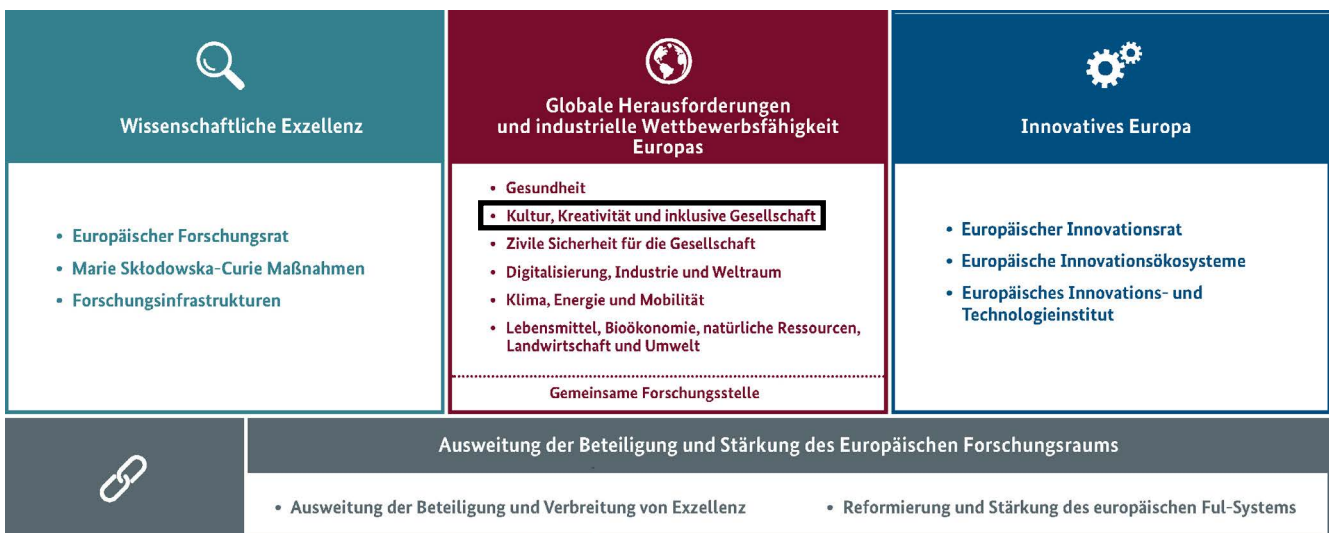 Wissenschaftliche Exzellenz
• Europäischer Forschungsrat
• Marie Skłodowska-Curie Maßnahmen
• Forschungsinfrastrukturen
Globale Herausforderungen
und industrielle Wettbewerbsfähigkeit
Europas
• Gesundheit
• Kultur, Kreativität und inklusive Gesellschaft
• Zivile Sicherheit für die Gesellschaft
• Digitalisierung, Industrie und Weltraum
• Klima, Energie und Mobilität
• Lebensmittel, Bioökonomie, natürliche Ressourcen,
Landwirtschaft und Umwelt
Gemeinsame Forschungsstelle
Innovatives Europa
• Europäischer Innovationsrat
• Europäische Innovationsökosysteme
• Europäisches Innovations- und
Technologieinstitut
Ausweitung der Beteiligung und Stärkung des Europäischen Forschungsraums
• Ausweitung der Beteiligung und Verbreitung von Exzellenz
• Reformierung und Stärkung des europäischen FuI-Systems